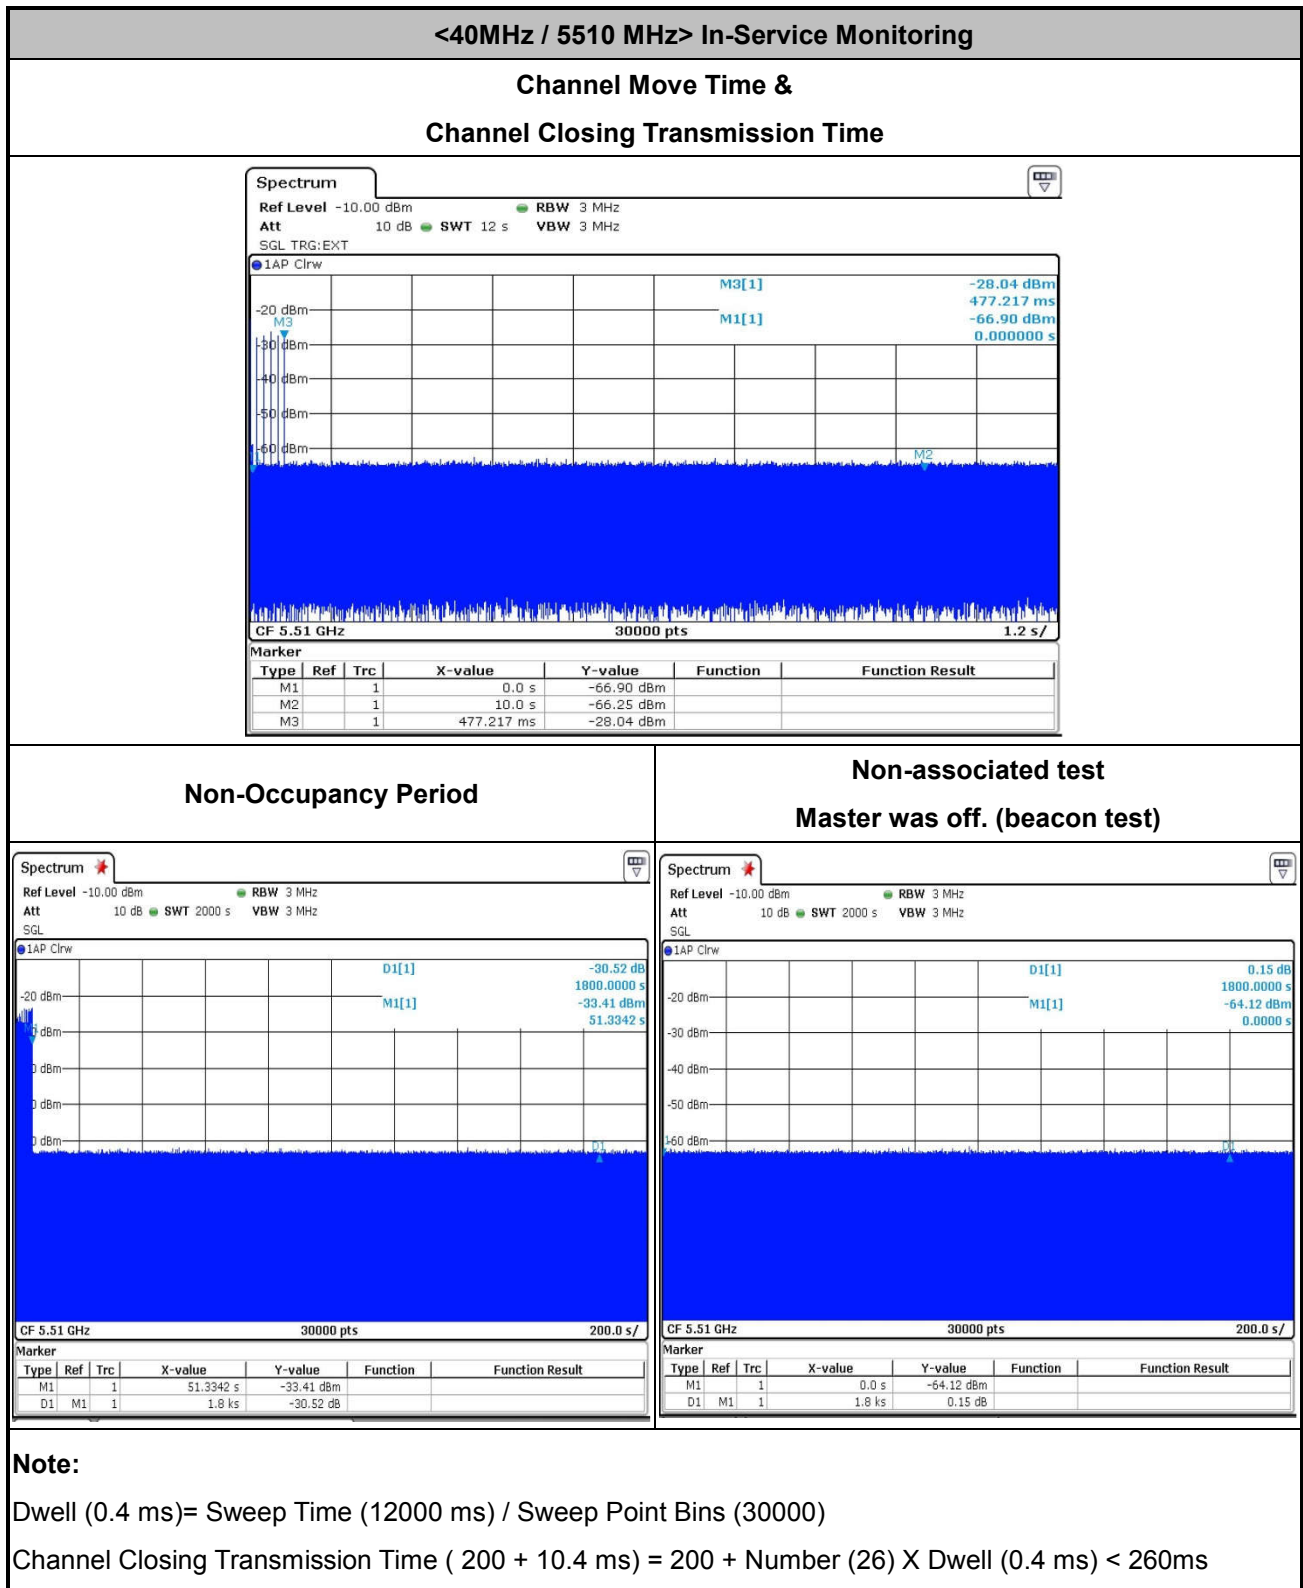 <40MHz / 5510 MHz> In-Service Monitoring
Channel Move Time &
Channel Closing Transmission Time
Spectrum
Ref Level -10.00 dBm RBW 3 MHz
Att 10 dB SWT 12 s VBW 3 MHz
SGL TRG:EXT
1AP Clrw
M3[1] -28.04 dBm
477.217 ms
-20 dBm
M3
M1[1] -66.90 dBm
0.000000 s
-30 dBm
-40 dBm
-50 dBm
-60 dBm
M2
CF 5.51 GHz 30000 pts 1.2 s/
Marker
Type Ref Trc X-value Y-value Function Function Result
M1 1 0.0 s -66.90 dBm
M2 1 10.0 s -66.25 dBm
M3 1 477.217 ms -28.04 dBm
Non-Occupancy Period
Non-associated test
Master was off. (beacon test)
Spectrum
Ref Level -10.00 dBm RBW 3 MHz
Att 10 dB SWT 2000 s VBW 3 MHz
SGL
1AP Clrw
D1[1] -30.52 dB
1800.0000 s
-20 dBm
M1[1] -33.41 dBm
51.3342 s
dBm
0 dBm
0 dBm
0 dBm
D1
CF 5.51 GHz 30000 pts 200.0 s/
Marker
Type Ref Trc X-value Y-value Function Function Result
M1 1 51.3342 s -33.41 dBm
D1 M1 1 1.8 ks -30.52 dB
Spectrum
Ref Level -10.00 dBm RBW 3 MHz
Att 10 dB SWT 2000 s VBW 3 MHz
SGL
1AP Clrw
D1[1] 0.15 dB
1800.0000 s
-20 dBm
M1[1] -64.12 dBm
0.0000 s
-30 dBm
-40 dBm
-50 dBm
-60 dBm
D1
CF 5.51 GHz 30000 pts 200.0 s/
Marker
Type Ref Trc X-value Y-value Function Function Result
M1 1 0.0 s -64.12 dBm
D1 M1 1 1.8 ks 0.15 dB
Note:
Dwell (0.4 ms)= Sweep Time (12000 ms) / Sweep Point Bins (30000)
Channel Closing Transmission Time ( 200 + 10.4 ms) = 200 + Number (26) X Dwell (0.4 ms) < 260ms